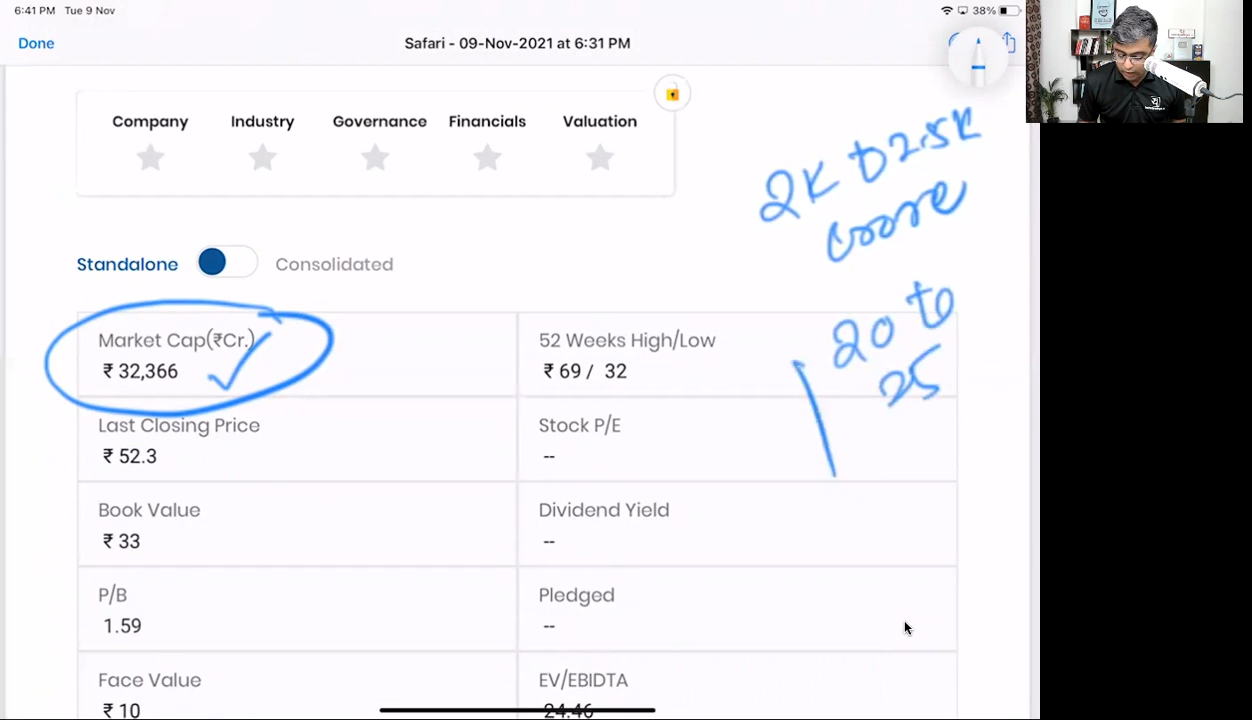 6:41 PM Tue 9 Nov
38%
Done
Safari - 09-Nov-2021 at 6:31 PM
Company Industry Governance Financials Valuation
2K to 2.5K
crore
Standalone Consolidated
20 to
25
Market Cap(₹Cr.)
₹ 32,366
52 Weeks High/Low
₹ 69 / 32
Last Closing Price
₹ 52.3
Stock P/E
--
Book Value
₹ 33
Dividend Yield
--
P/B
1.59
Pledged
--
Face Value
₹ 10
EV/EBIDTA
24.46